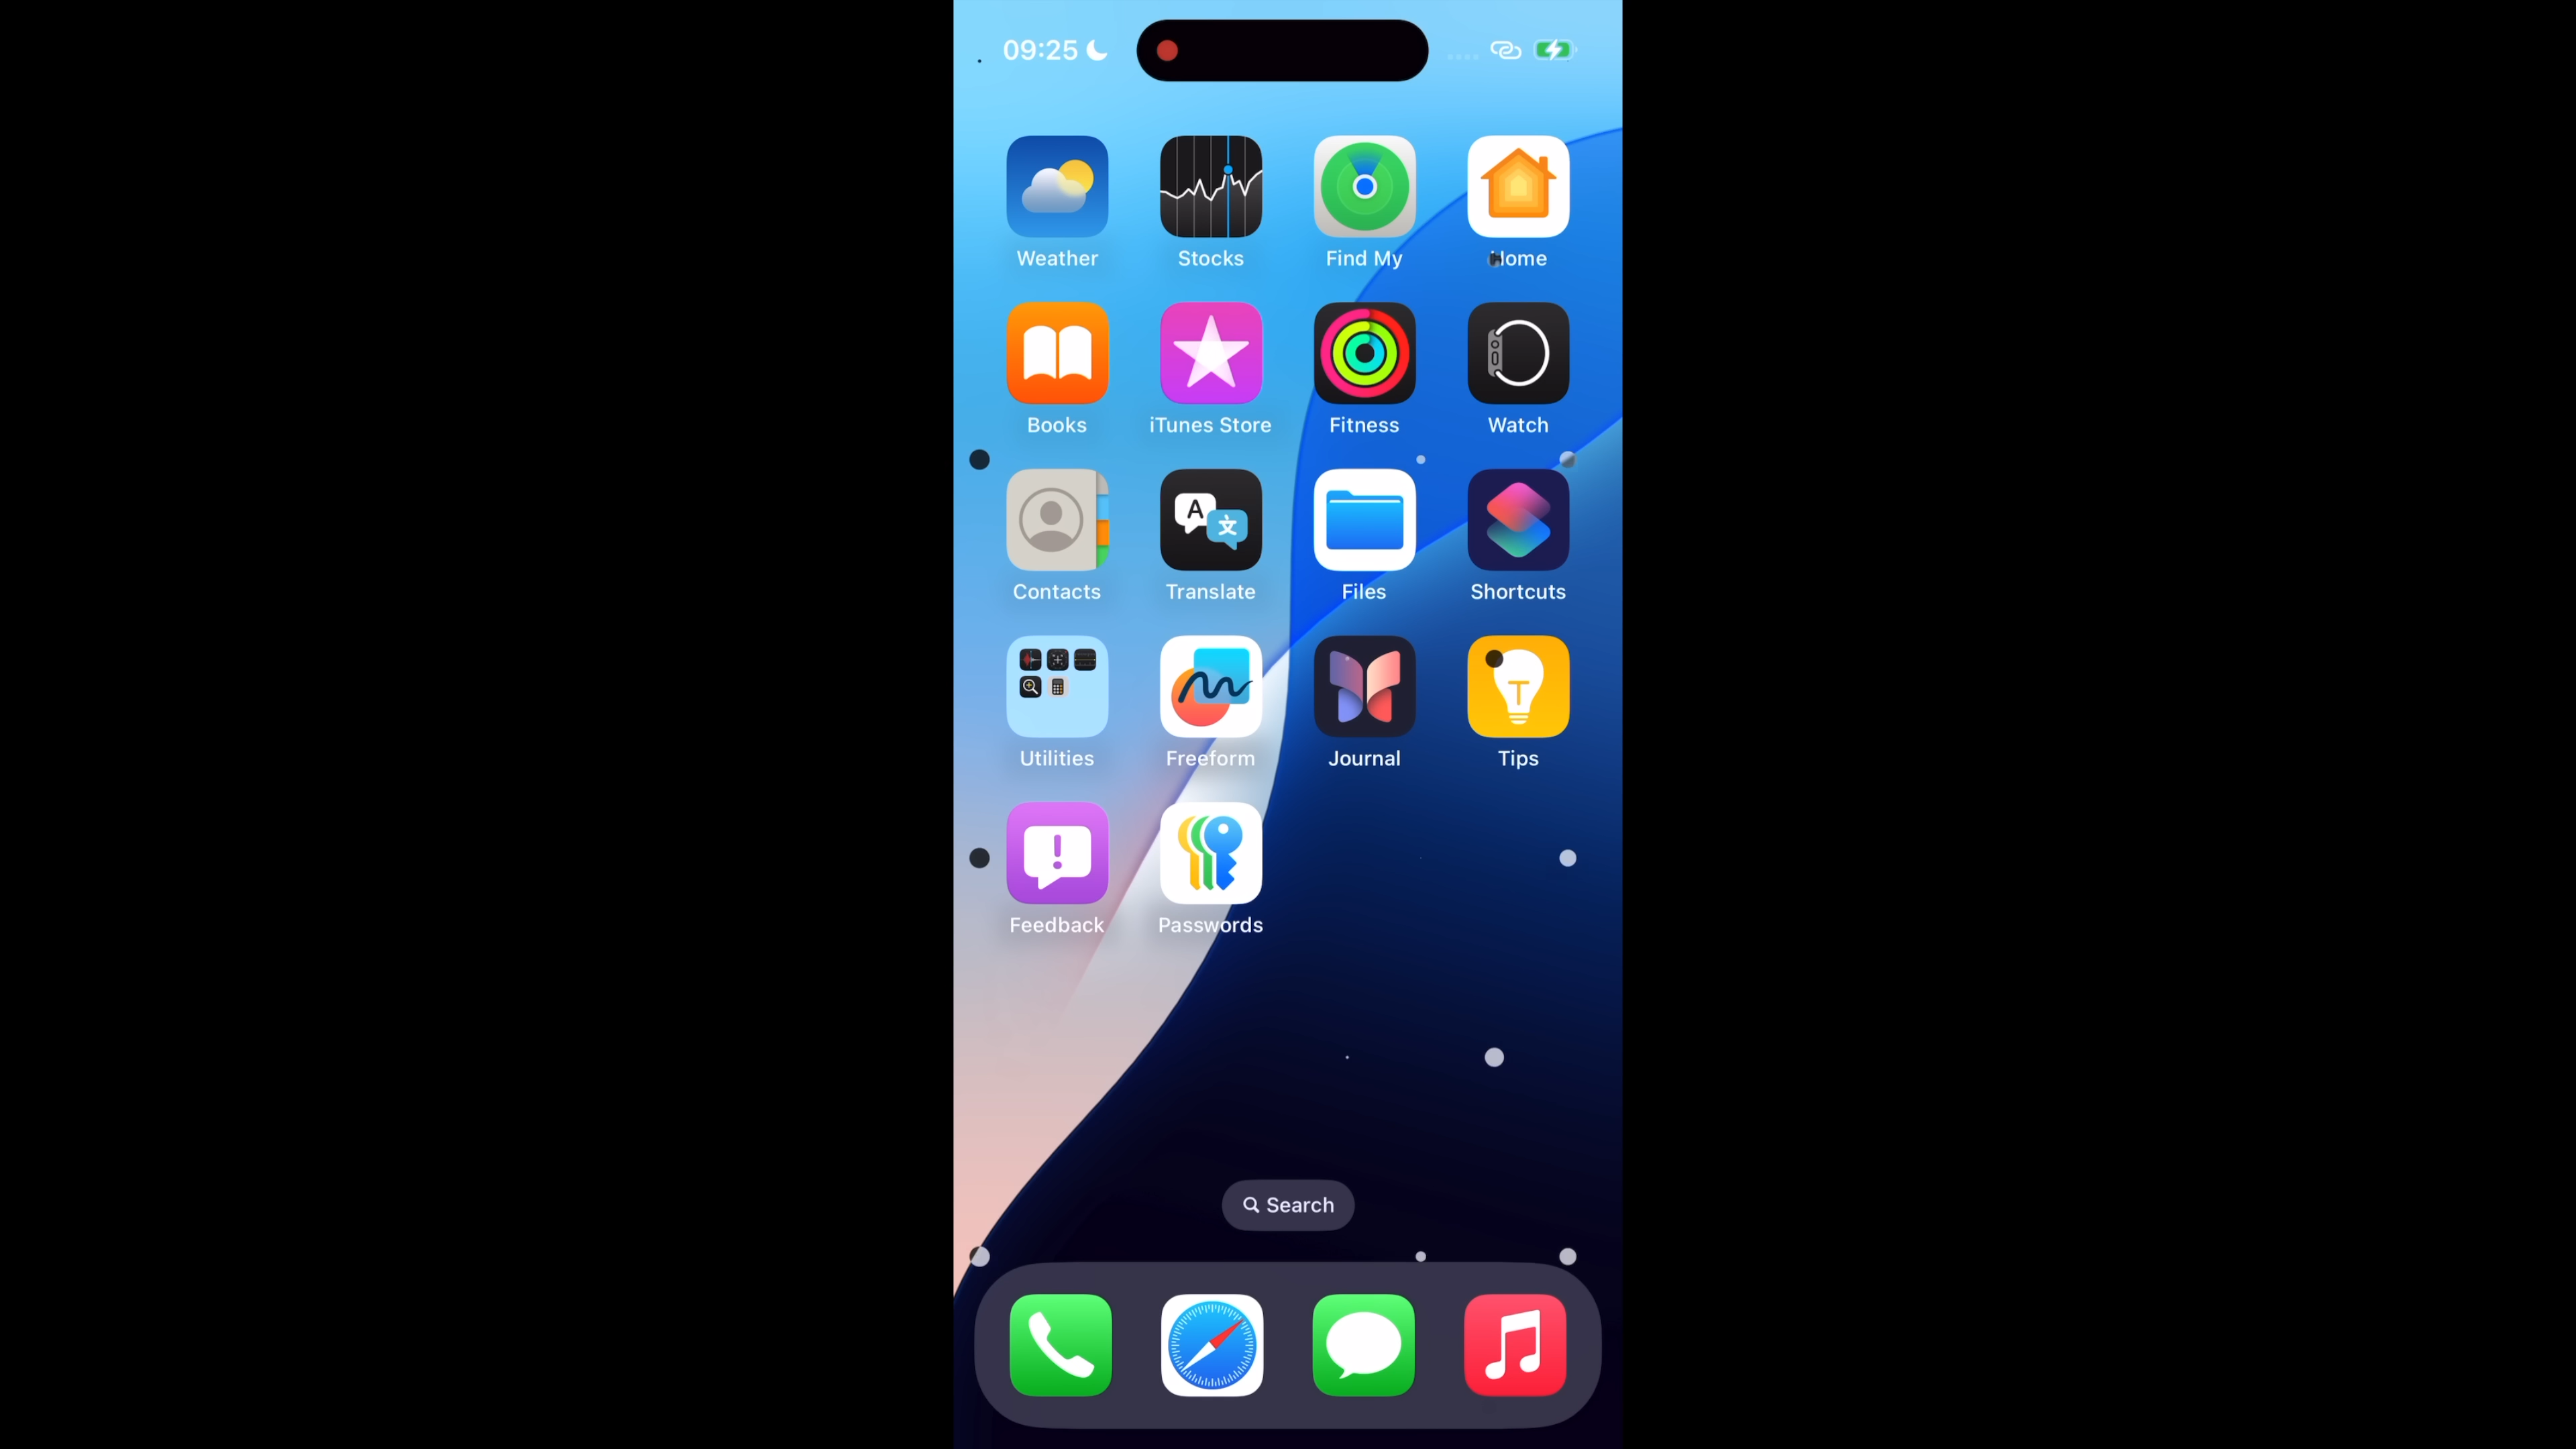 09:25
Weather Stocks Find My Home
Books iTunes Store Fitness Watch
A 文
Contacts Translate Files Shortcuts
T
Utilities Freeform Journal Tips
!
Feedback Passwords
Search